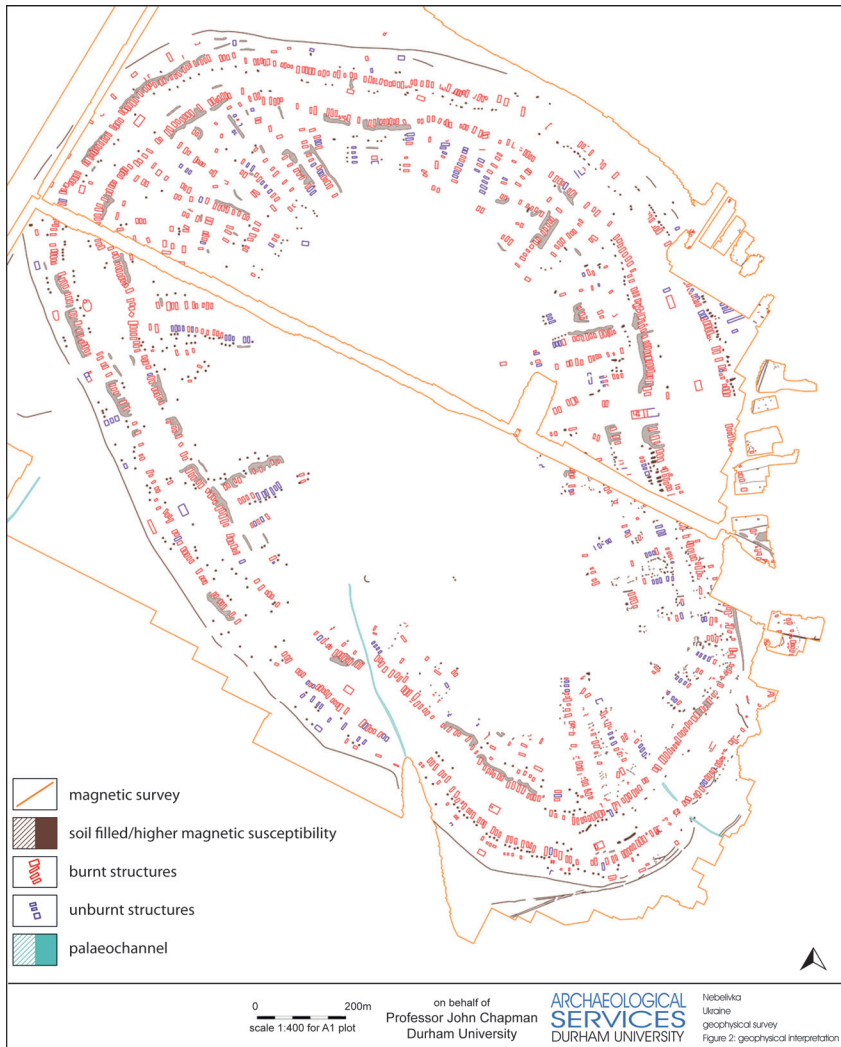 magnetic survey
soil filled/higher magnetic susceptibility
burnt structures
unburnt structures
palaeochannel
0 200m
scale 1:400 for A1 plot
on behalf of
Professor John Chapman
Durham University
ARCHAEOLOGICAL
SERVICES
DURHAM UNIVERSITY
Nebelivka
Ukraine
geophysical survey
Figure 2: geophysical interpretation